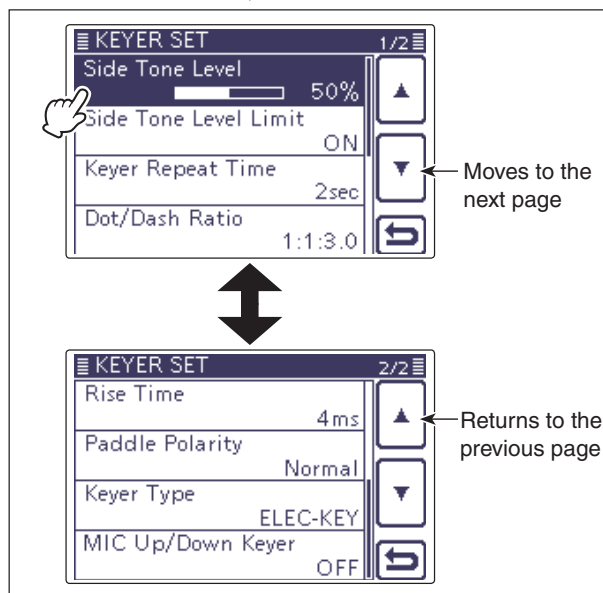 KEYER SET 1/2
Side Tone Level
50%
Side Tone Level Limit
ON
Keyer Repeat Time
2sec
Dot/Dash Ratio
1:1:3.0
Moves to the
next page
KEYER SET 2/2
Rise Time
4ms
Paddle Polarity
Normal
Keyer Type
ELEC-KEY
MIC Up/Down Keyer
OFF
Returns to the
previous page